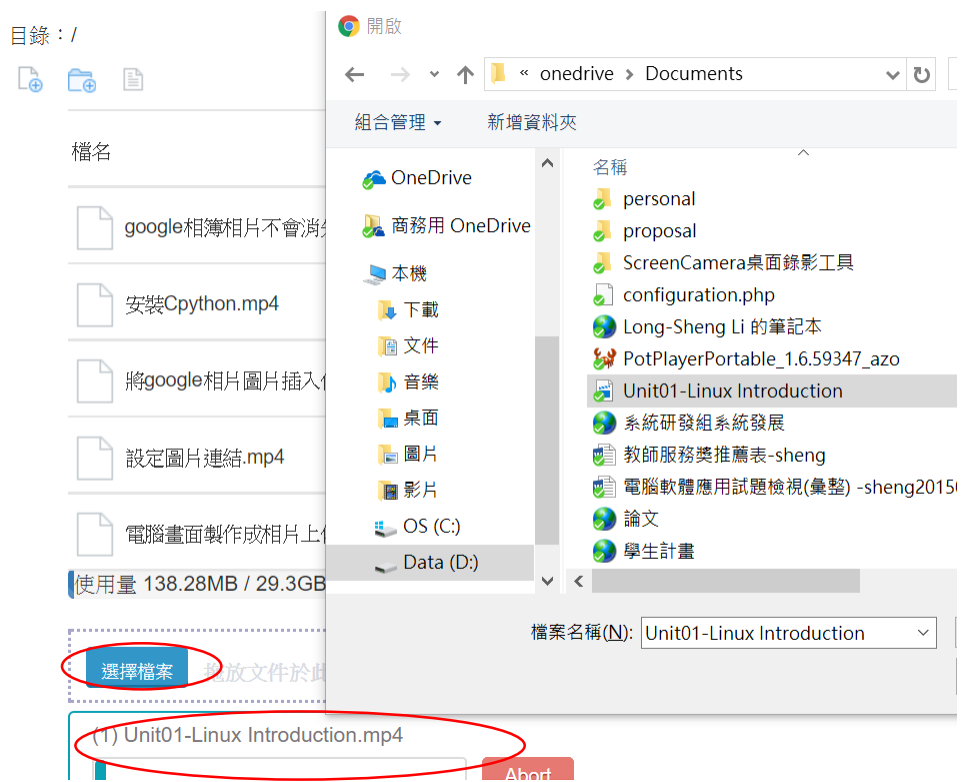 目錄：/
檔名
google相簿相片不會消
安裝Cpython.mp4
將google相片圖片插入
設定圖片連結.mp4
電腦畫面製作成相片上
使用量 138.28MB / 29.3GB
選擇檔案
拖放文件於此
(1) Unit01-Linux Introduction.mp4
Abort
開啟
« onedrive › Documents
組合管理
新增資料夾
OneDrive
商務用 OneDrive
本機
下載
文件
音樂
桌面
圖片
影片
OS (C:)
Data (D:)
名稱
personal
proposal
ScreenCamera桌面錄影工具
configuration.php
Long-Sheng Li 的筆記本
PotPlayerPortable_1.6.59347_azo
Unit01-Linux Introduction
系統研發組系統發展
教師服務獎推薦表-sheng
電腦軟體應用試題檢視(彙整) -sheng2015
論文
學生計畫
檔案名稱(N): Unit01-Linux Introduction